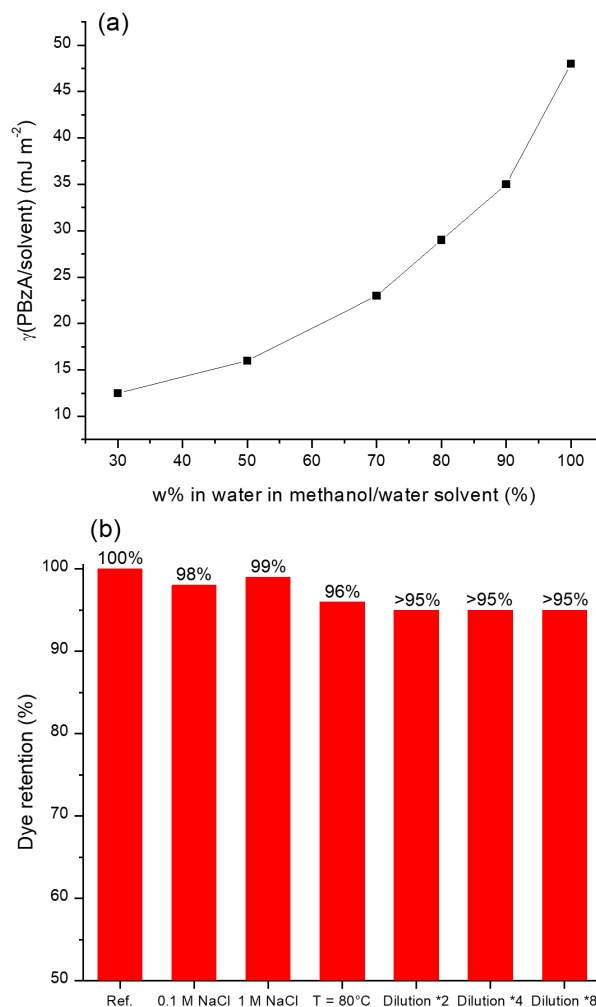 (a)
50
45
40
35
30
25
20
15
10
γ(PBzA/solvent) (mJ m⁻²)
30 40 50 60 70 80 90 100
w% in water in methanol/water solvent (%)
(b)
100% 98% 99% 96% >95% >95% >95%
100
90
80
70
60
50
Dye retention (%)
Ref. 0.1 M NaCl 1 M NaCl T = 80°C Dilution *2 Dilution *4 Dilution *8